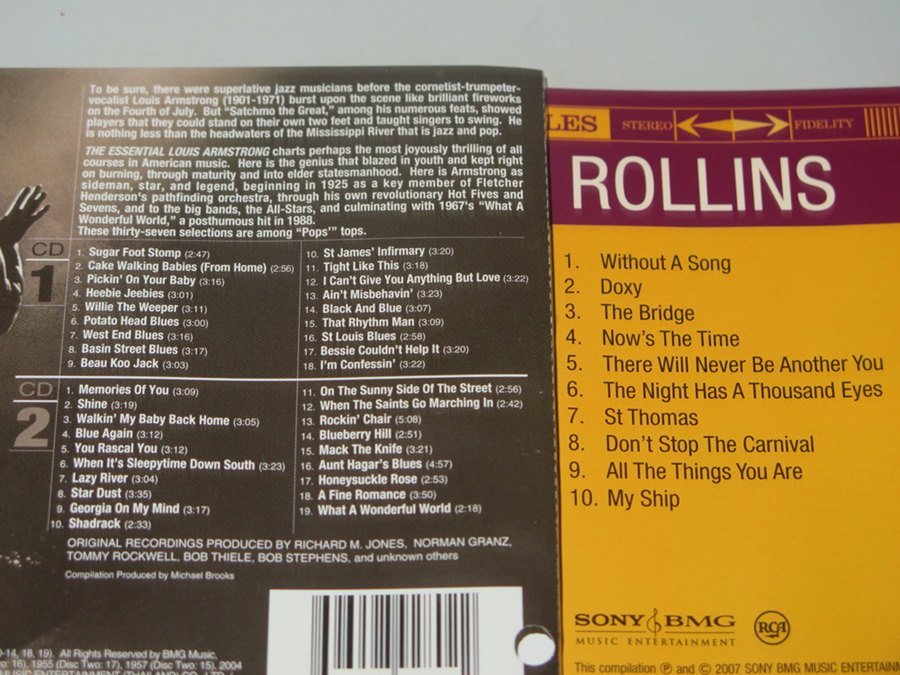 To be sure, there were superlative jazz musicians before the cornetist-trumpeter-
vocalist Louis Armstrong (1901-1971) burst upon the scene like brilliant fireworks
on the Fourth of July. But "Satchmo the Great," among his numerous feats, showed
players that they could stand on their own two feet and taught singers to swing. He
is nothing less than the headwaters of the Mississippi River that is jazz and pop.
THE ESSENTIAL LOUIS ARMSTRONG charts perhaps the most joyously thrilling of all
courses in American music. Here is the genius that blazed in youth and kept right
on burning, through maturity and into elder statesmanhood. Here is Armstrong as
sideman, star, and legend, beginning in 1925 as a key member of Fletcher
Henderson's pathfinding orchestra, through his own revolutionary Hot Fives and
Sevens, and to the big bands, the All-Stars, and culminating with 1967's "What A
Wonderful World," a posthumous hit in 1988.
These thirty-seven selections are among "Pops'" tops.
CD
1
1. Sugar Foot Stomp (2:47)
2. Cake Walking Babies (From Home) (2:56)
3. Pickin' On Your Baby (3:16)
4. Heebie Jeebies (3:01)
5. Willie The Weeper (3:11)
6. Potato Head Blues (3:00)
7. West End Blues (3:16)
8. Basin Street Blues (3:17)
9. Beau Koo Jack (3:03)
10. St James' Infirmary (3:20)
11. Tight Like This (3:18)
12. I Can't Give You Anything But Love (3:22)
13. Ain't Misbehavin' (3:23)
14. Black And Blue (3:07)
15. That Rhythm Man (3:09)
16. St Louis Blues (2:58)
17. Bessie Couldn't Help It (3:20)
18. I'm Confessin' (3:22)
CD
2
1. Memories Of You (3:09)
2. Shine (3:19)
3. Walkin' My Baby Back Home (3:05)
4. Blue Again (3:12)
5. You Rascal You (3:12)
6. When It's Sleepytime Down South (3:23)
7. Lazy River (3:04)
8. Star Dust (3:35)
9. Georgia On My Mind (3:17)
10. Shadrack (2:33)
11. On The Sunny Side Of The Street (2:56)
12. When The Saints Go Marching In (2:42)
13. Rockin' Chair (5:08)
14. Blueberry Hill (2:51)
15. Mack The Knife (3:21)
16. Aunt Hagar's Blues (4:57)
17. Honeysuckle Rose (2:53)
18. A Fine Romance (3:50)
19. What A Wonderful World (2:18)
ORIGINAL RECORDINGS PRODUCED BY RICHARD M. JONES, NORMAN GRANZ,
TOMMY ROCKWELL, BOB THIELE, BOB STEPHENS, and unknown others
Compilation Produced by Michael Brooks
0-14, 18, 19). All Rights Reserved by BMG Music.
wo: 16), 1955 (Disc Two: 17), 1957 (Disc Two: 15). 2004
MUSIC ENTERTAINMENT (THAILAND) CO., LTD.
LES STEREO FIDELITY
ROLLINS
1. Without A Song
2. Doxy
3. The Bridge
4. Now's The Time
5. There Will Never Be Another You
6. The Night Has A Thousand Eyes
7. St Thomas
8. Don't Stop The Carnival
9. All The Things You Are
10. My Ship
SONY BMG
MUSIC ENTERTAINMENT
RCA
This compilation ℗ and © 2007 SONY BMG MUSIC ENTERTAINM